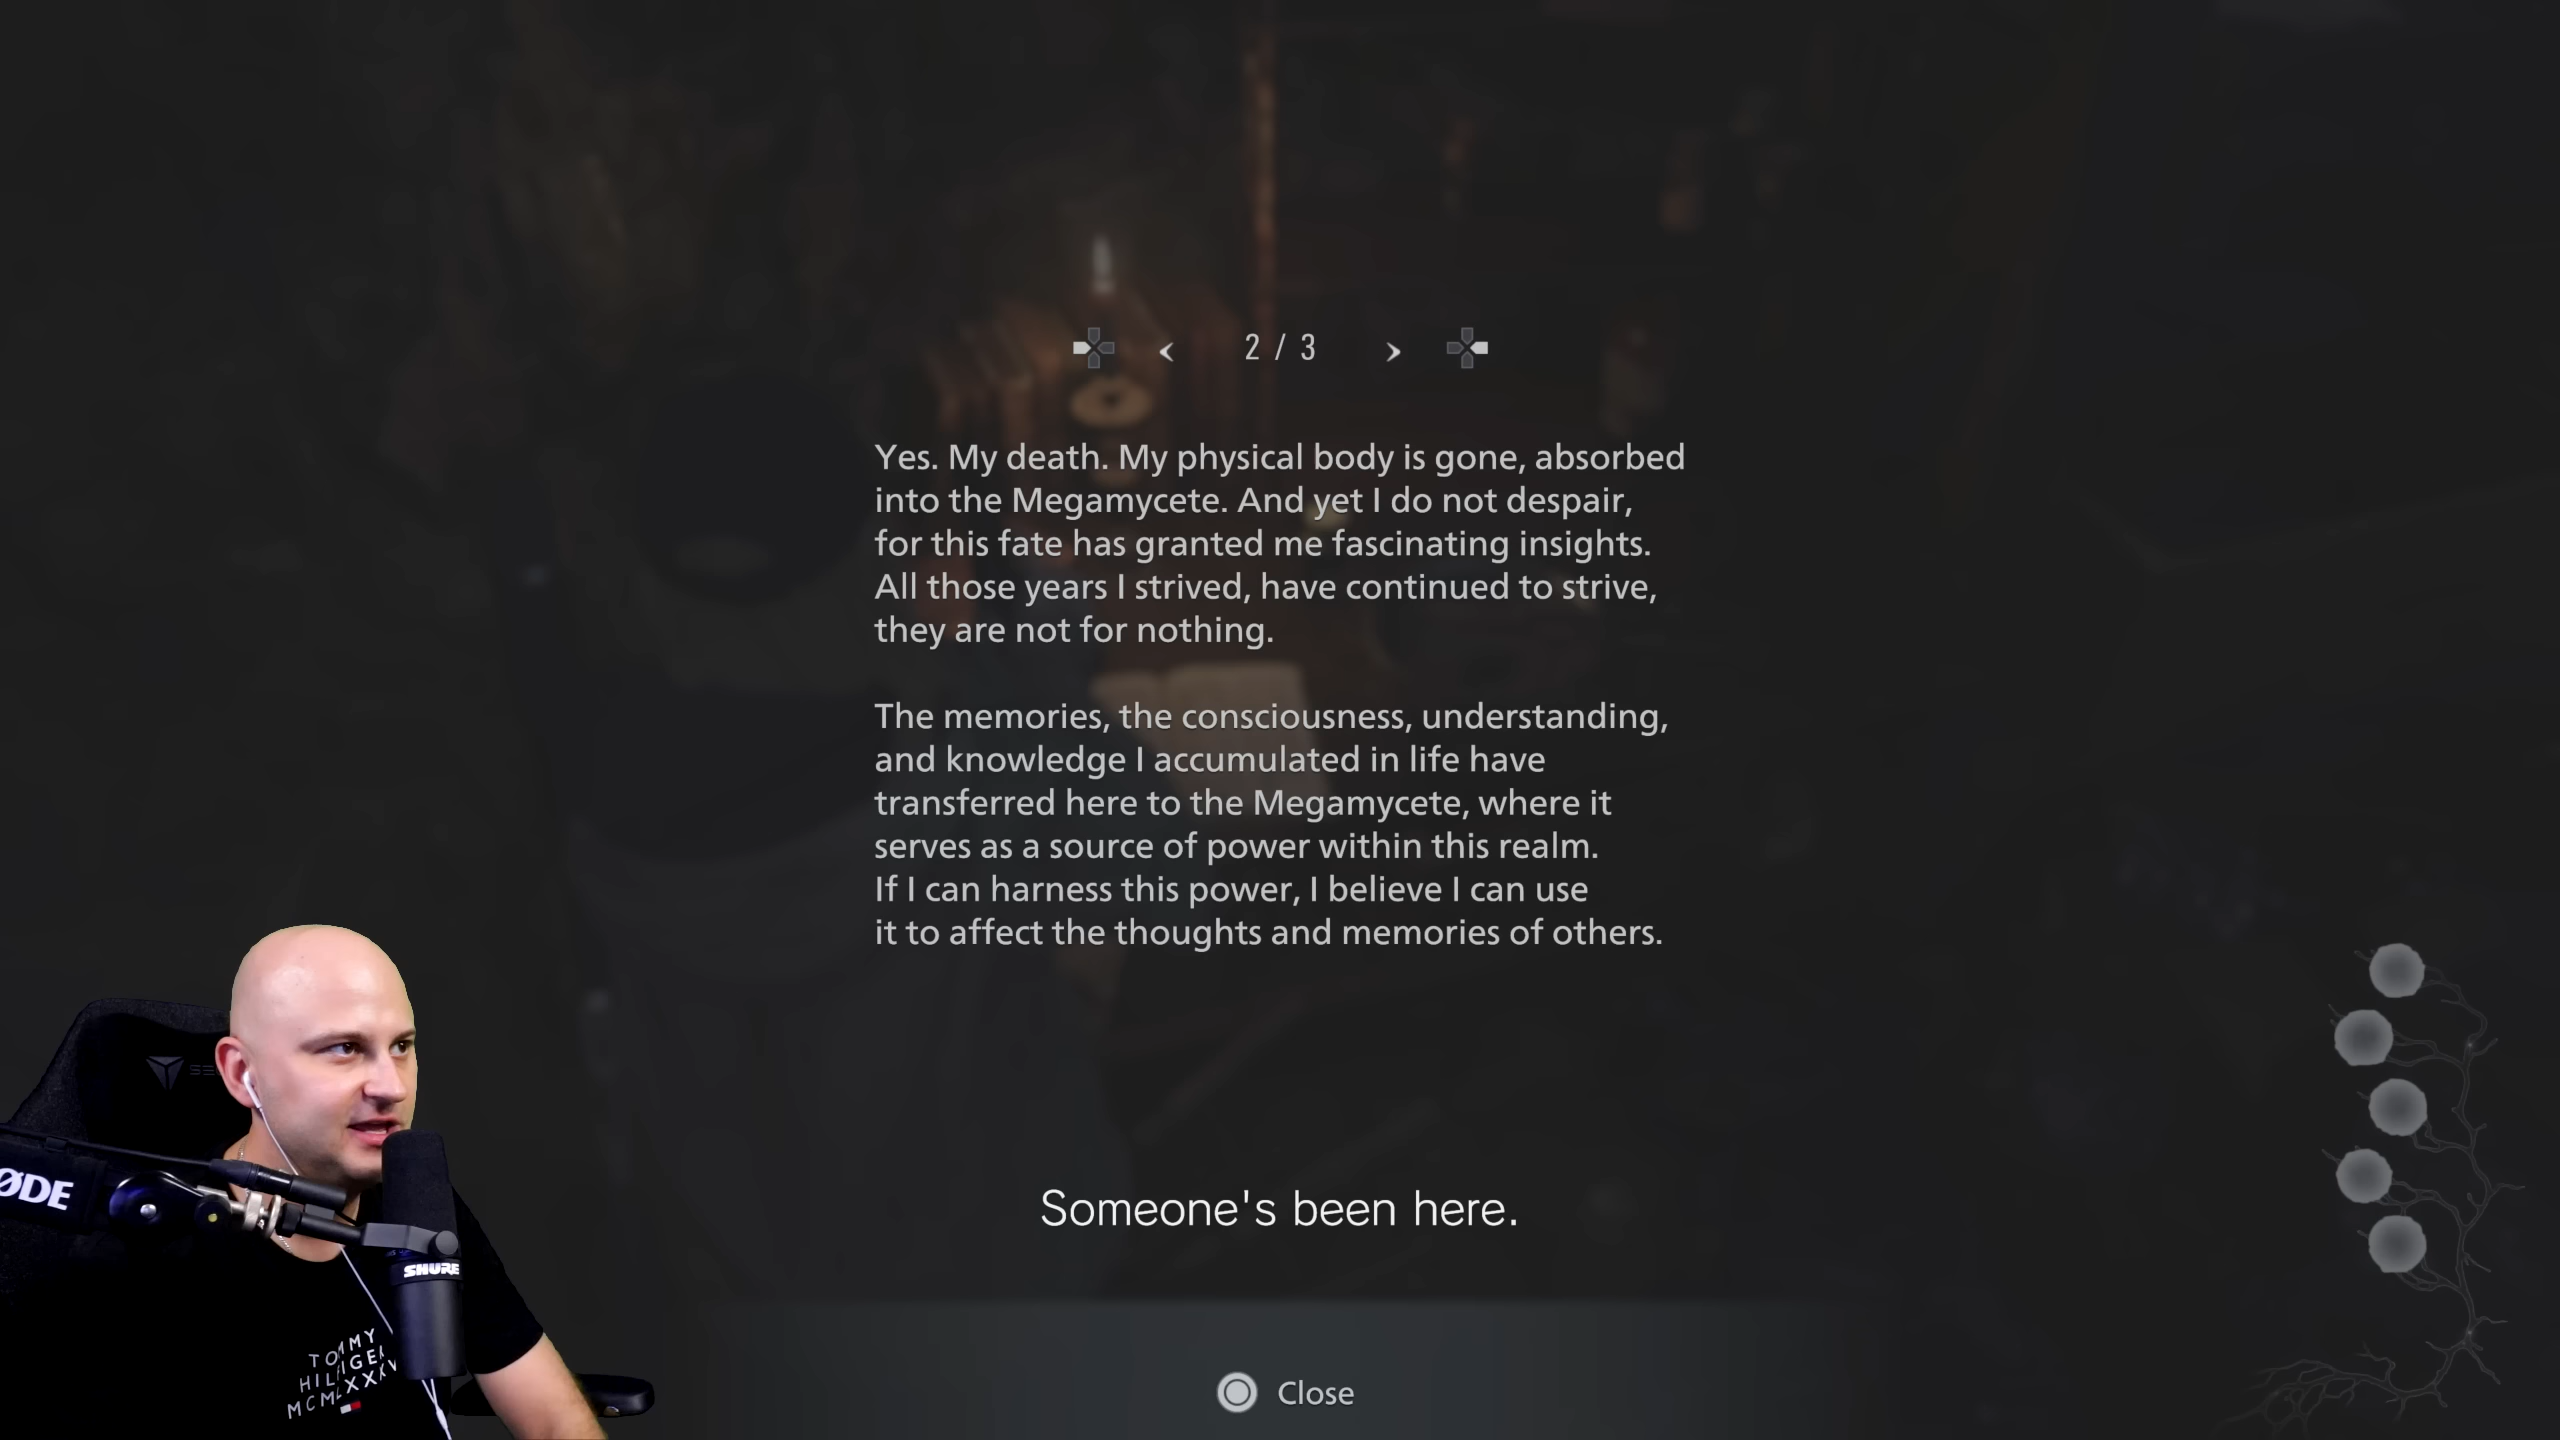 2 / 3
Yes. My death. My physical body is gone, absorbed
into the Megamycete. And yet I do not despair,
for this fate has granted me fascinating insights.
All those years I strived, have continued to strive,
they are not for nothing.
The memories, the consciousness, understanding,
and knowledge I accumulated in life have
transferred here to the Megamycete, where it
serves as a source of power within this realm.
If I can harness this power, I believe I can use
it to affect the thoughts and memories of others.
Someone's been here.
Close
ØDE
SHURE
TOMMY